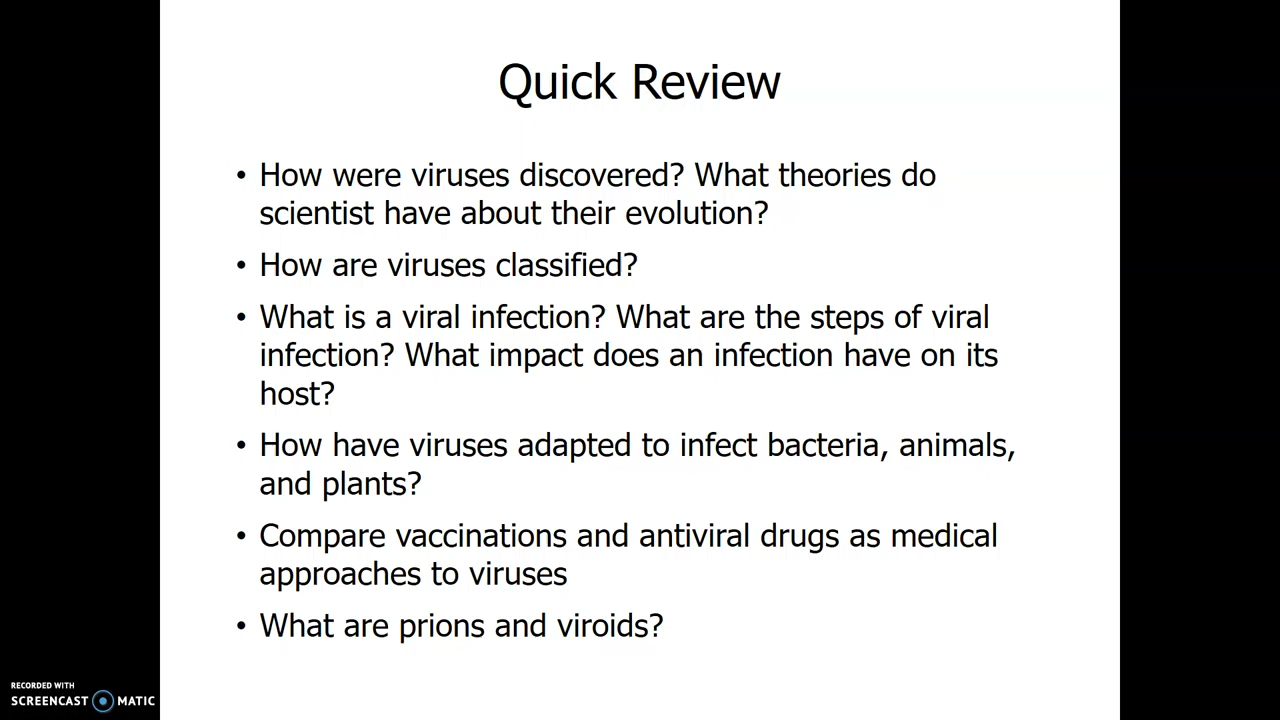 Quick Review
• How were viruses discovered? What theories do
scientist have about their evolution?
• How are viruses classified?
• What is a viral infection? What are the steps of viral
infection? What impact does an infection have on its
host?
• How have viruses adapted to infect bacteria, animals,
and plants?
• Compare vaccinations and antiviral drugs as medical
approaches to viruses
• What are prions and viroids?
RECORDED WITH
SCREENCAST MATIC